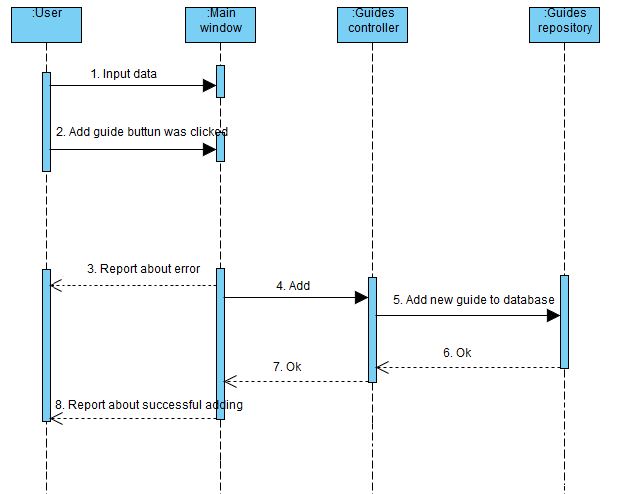 :User
:Main
window
:Guides
controller
:Guides
repository
1. Input data
2. Add guide buttun was clicked
3. Report about error
4. Add
5. Add new guide to database
6. Ok
7. Ok
8. Report about successful adding